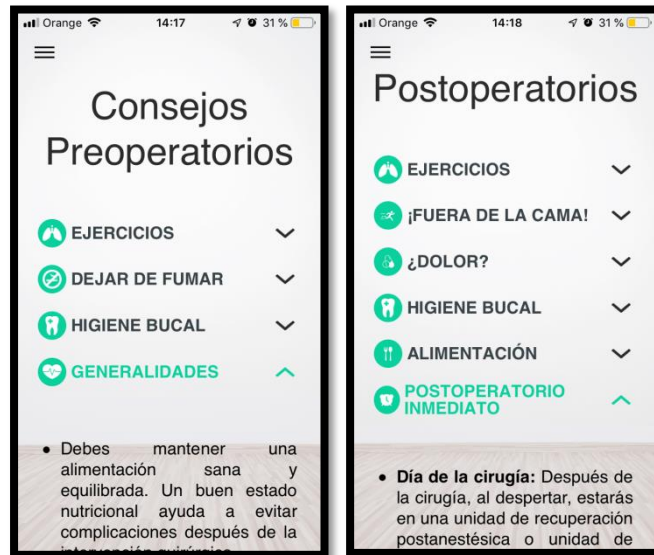 Orange 14:17 31 %
Consejos
Preoperatorios
EJERCICIOS
DEJAR DE FUMAR
HIGIENE BUCAL
GENERALIDADES
• Debes mantener una
alimentación sana y
equilibrada. Un buen estado
nutricional ayuda a evitar
complicaciones después de la
intervención quirúrgica
Orange 14:18 31 %
Postoperatorios
EJERCICIOS
¡FUERA DE LA CAMA!
¿DOLOR?
HIGIENE BUCAL
ALIMENTACIÓN
POSTOPERATORIO
INMEDIATO
• Día de la cirugía: Después de
la cirugía, al despertar, estarás
en una unidad de recuperación
postanestésica o unidad de